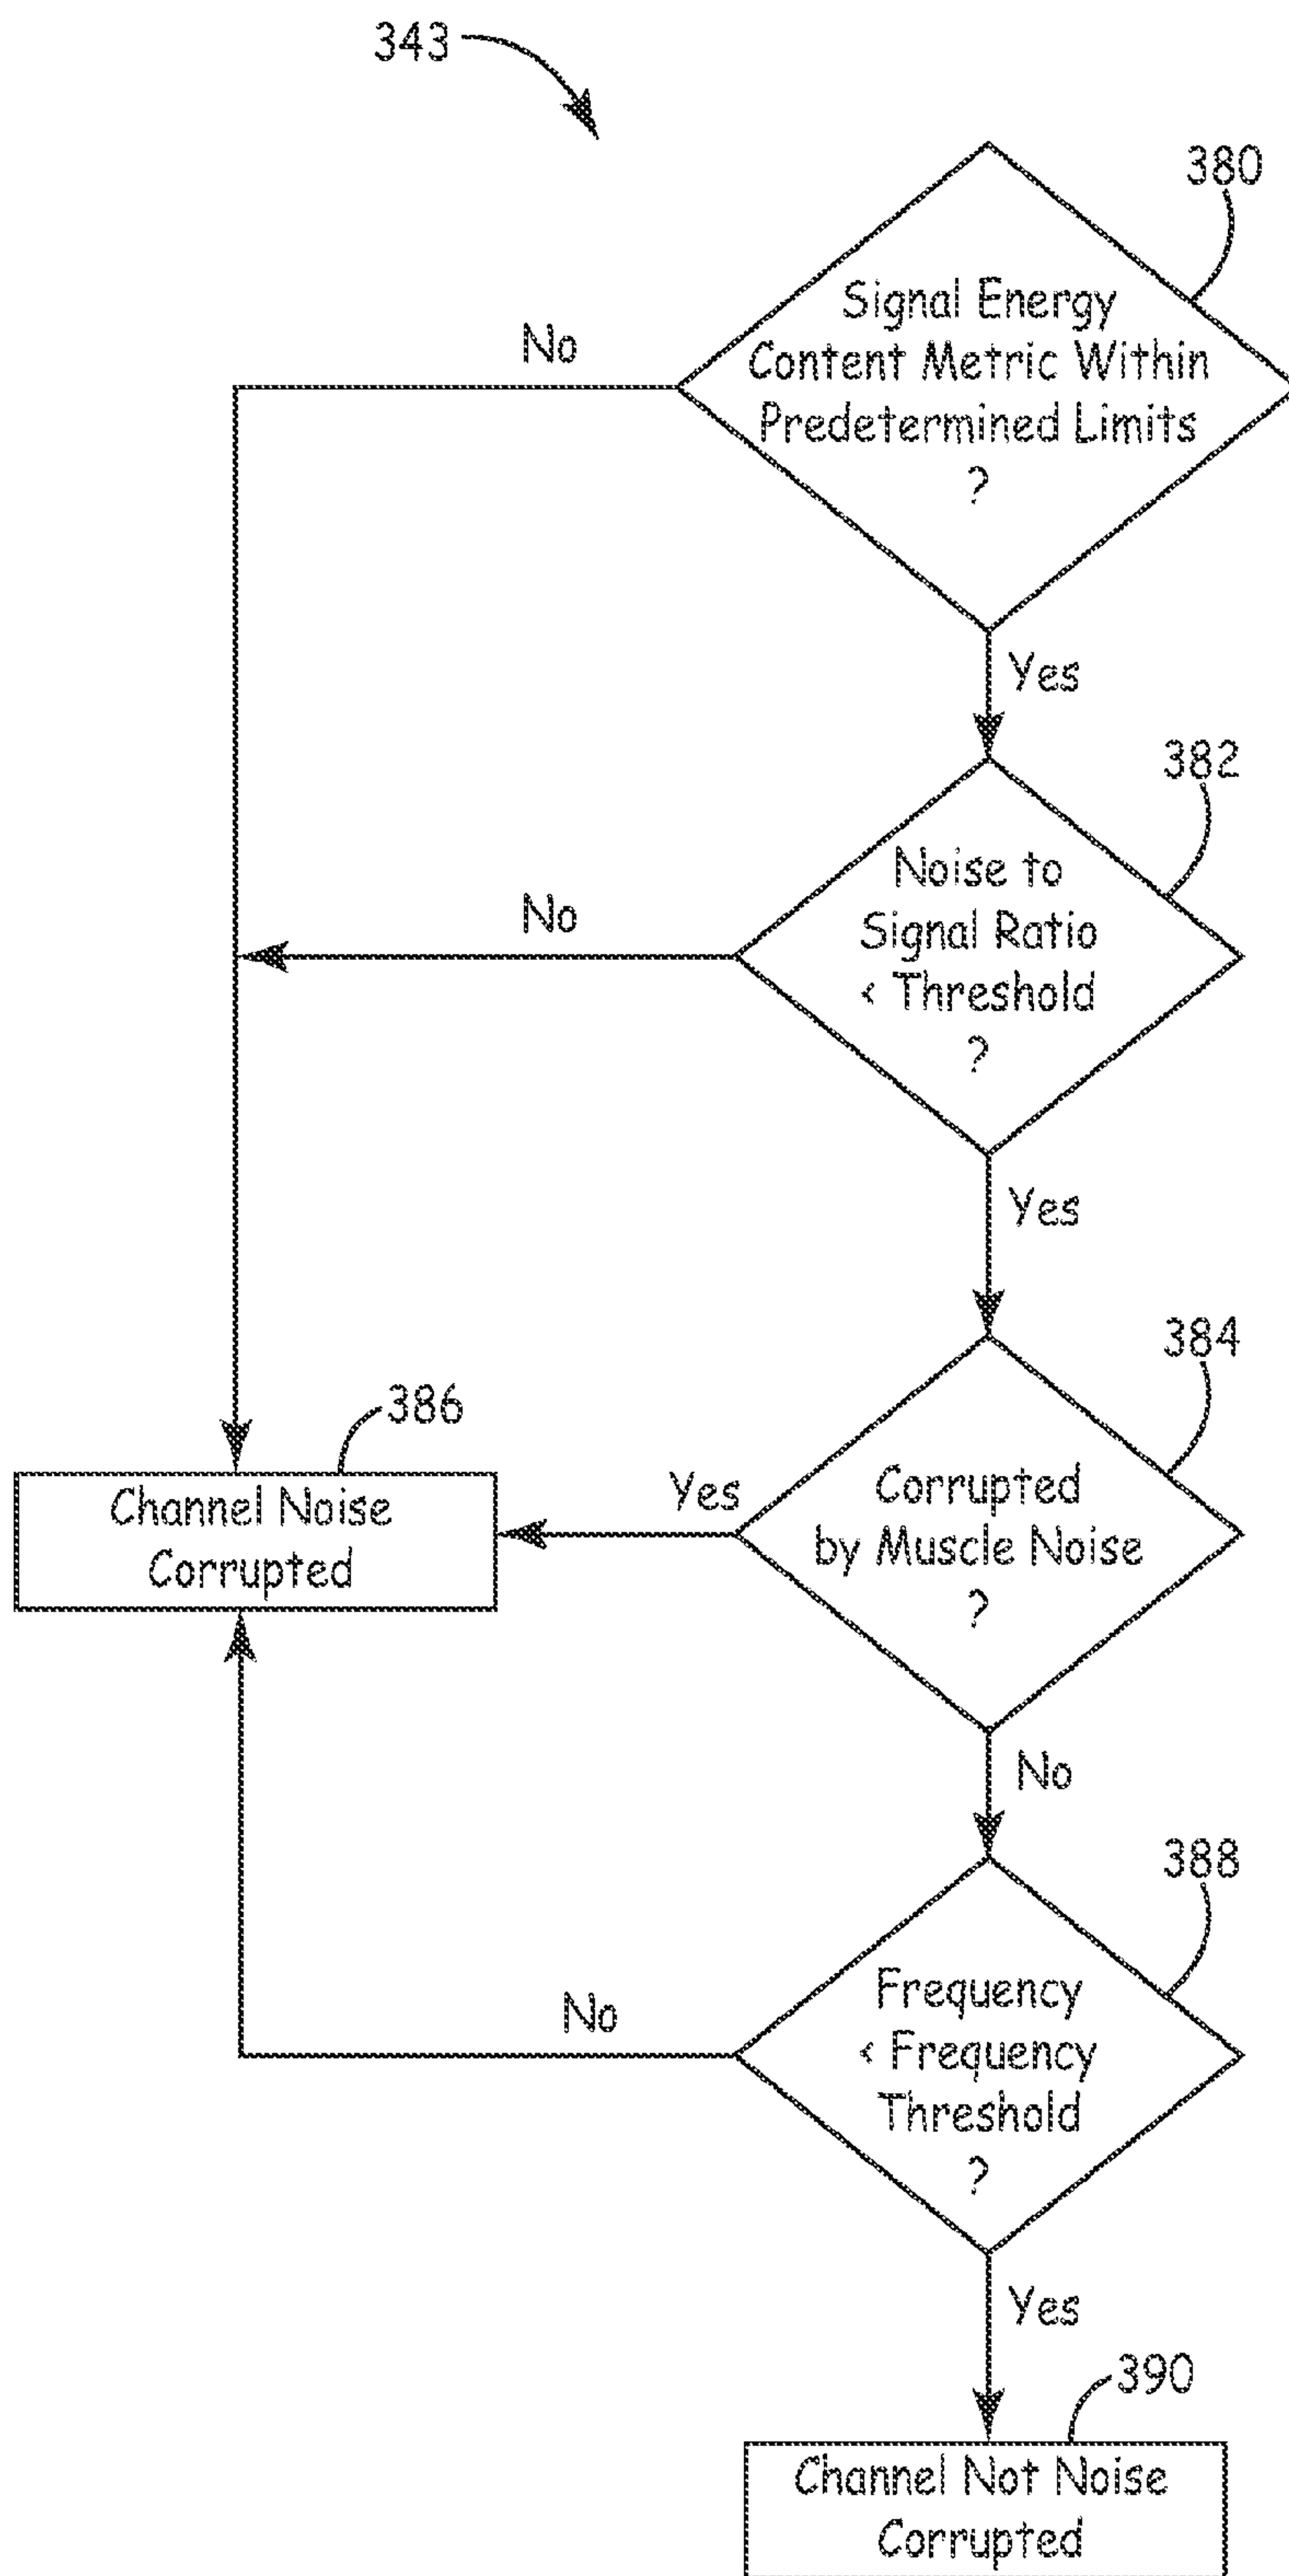 343
380
Signal Energy
Content Metric Within
Predetermined Limits
?
No
Yes
382
Noise to
Signal Ratio
< Threshold
?
No
Yes
384
386
Channel Noise
Corrupted
Yes
Corrupted
by Muscle Noise
?
No
388
Frequency
< Frequency
Threshold
?
No
Yes
390
Channel Not Noise
Corrupted